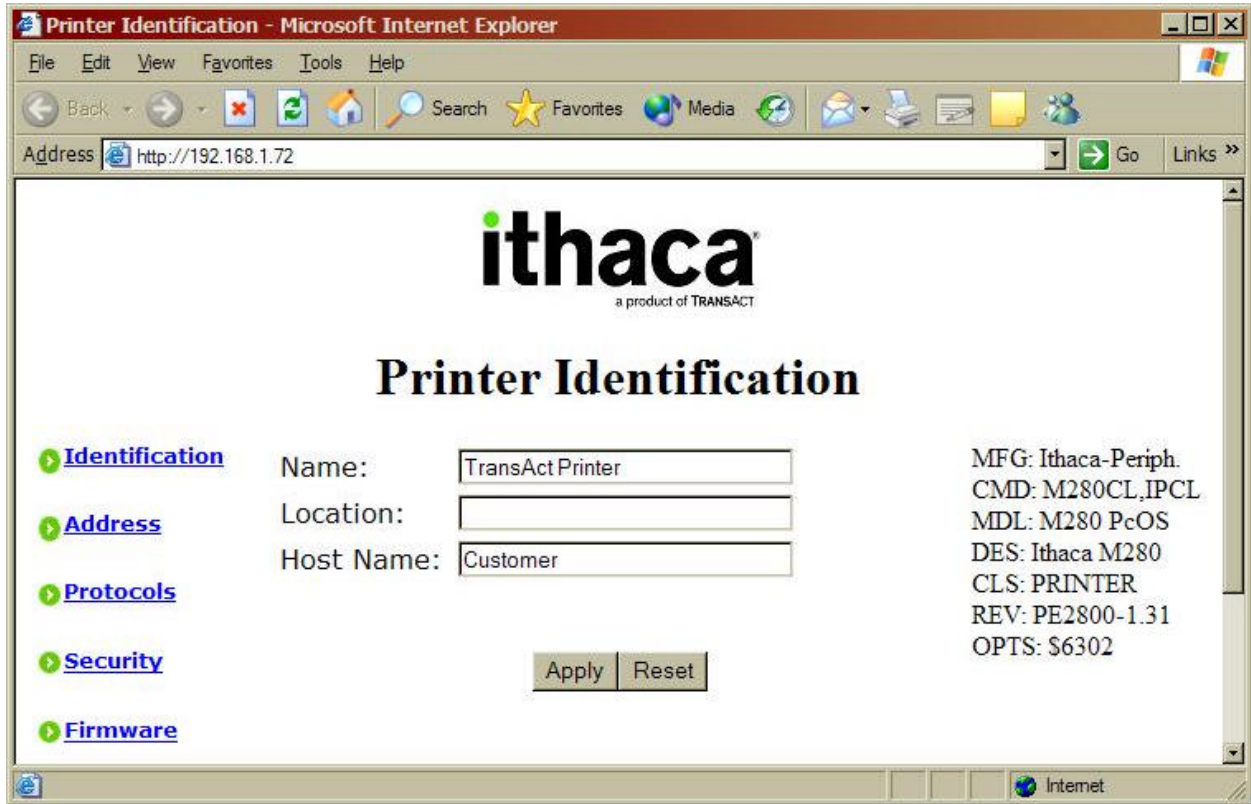 Printer Identification - Microsoft Internet Explorer
File Edit View Favorites Tools Help
Back Search Favorites Media
Address http://192.168.1.72 Go Links »
ithaca®
a product of TRANSACT
Printer Identification
Identification
Address
Protocols
Security
Firmware
Name: TransAct Printer
Location:
Host Name: Customer
Apply Reset
MFG: Ithaca-Periph.
CMD: M280CL,IPCL
MDL: M280 PcOS
DES: Ithaca M280
CLS: PRINTER
REV: PE2800-1.31
OPTS: $6302
Internet